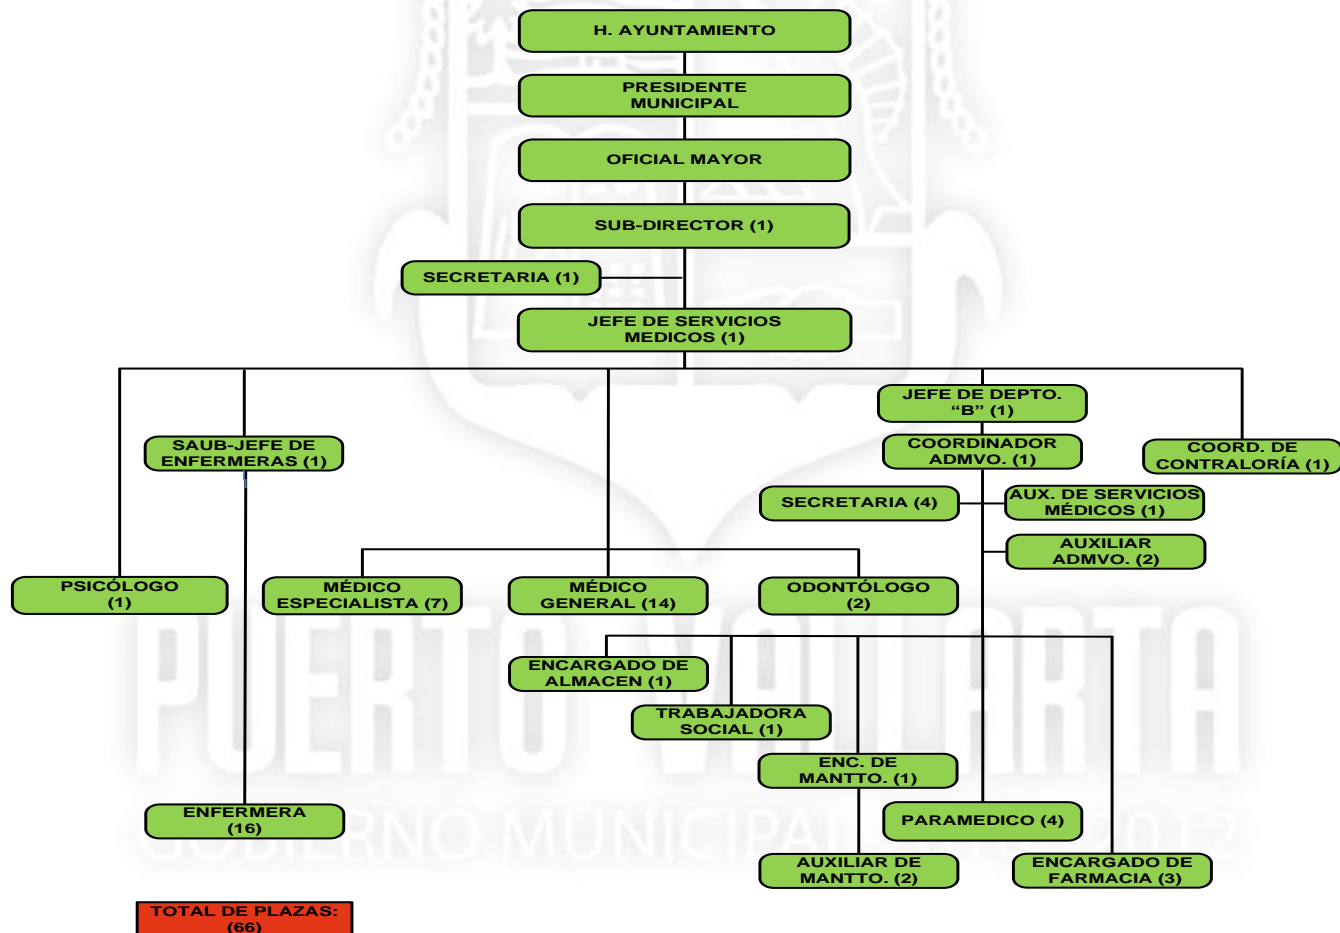 H. AYUNTAMIENTO
PRESIDENTE
MUNICIPAL
OFICIAL MAYOR
SUB-DIRECTOR (1)
SECRETARIA (1)
JEFE DE SERVICIOS
MEDICOS (1)
JEFE DE DEPTO.
“B” (1)
SAUB-JEFE DE
ENFERMERAS (1)
COORDINADOR
ADMVO. (1)
COORD. DE
CONTRALORÍA (1)
SECRETARIA (4)
AUX. DE SERVICIOS
MÉDICOS (1)
AUXILIAR
ADMVO. (2)
PSICÓLOGO
(1)
MÉDICO
ESPECIALISTA (7)
MÉDICO
GENERAL (14)
ODONTÓLOGO
(2)
ENCARGADO DE
ALMACEN (1)
TRABAJADORA
SOCIAL (1)
ENC. DE
MANTTO. (1)
ENFERMERA
(16)
PARAMEDICO (4)
AUXILIAR DE
MANTTO. (2)
ENCARGADO DE
FARMACIA (3)
TOTAL DE PLAZAS:
(66)
PUERTO VALLARTA
GOBIERNO MUNICIPAL 2012